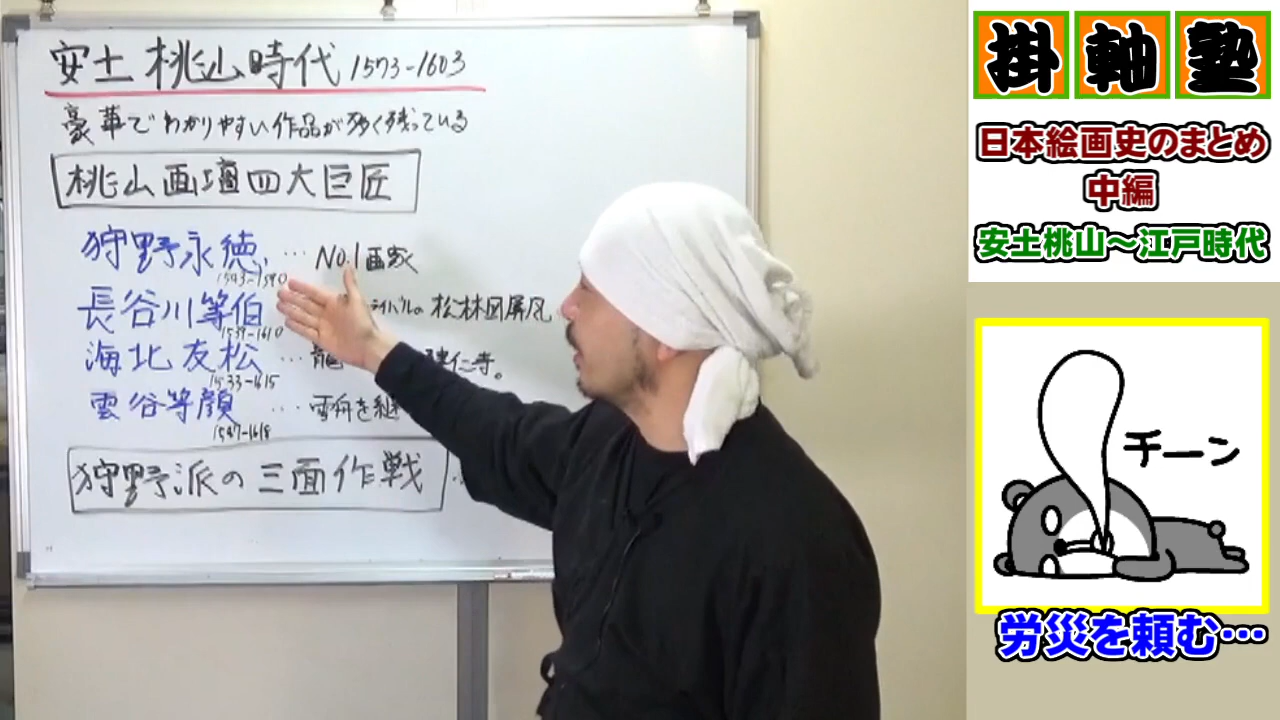 安土桃山時代 1573-1603
豪華でわかりやすい作品が多く残っている
桃山画壇四大巨匠
狩野永徳 … No.1画家
1543-1590
長谷川等伯 ライバルの 松林図屏風
1539-1610
海北友松 … 龍 建仁寺。
1533-1615
雲谷等顔 … 雪舟を継
1547-1618
狩野派の三面作戦
掛軸塾
日本絵画史のまとめ
中編
安土桃山～江戸時代
チーン
労災を頼む…